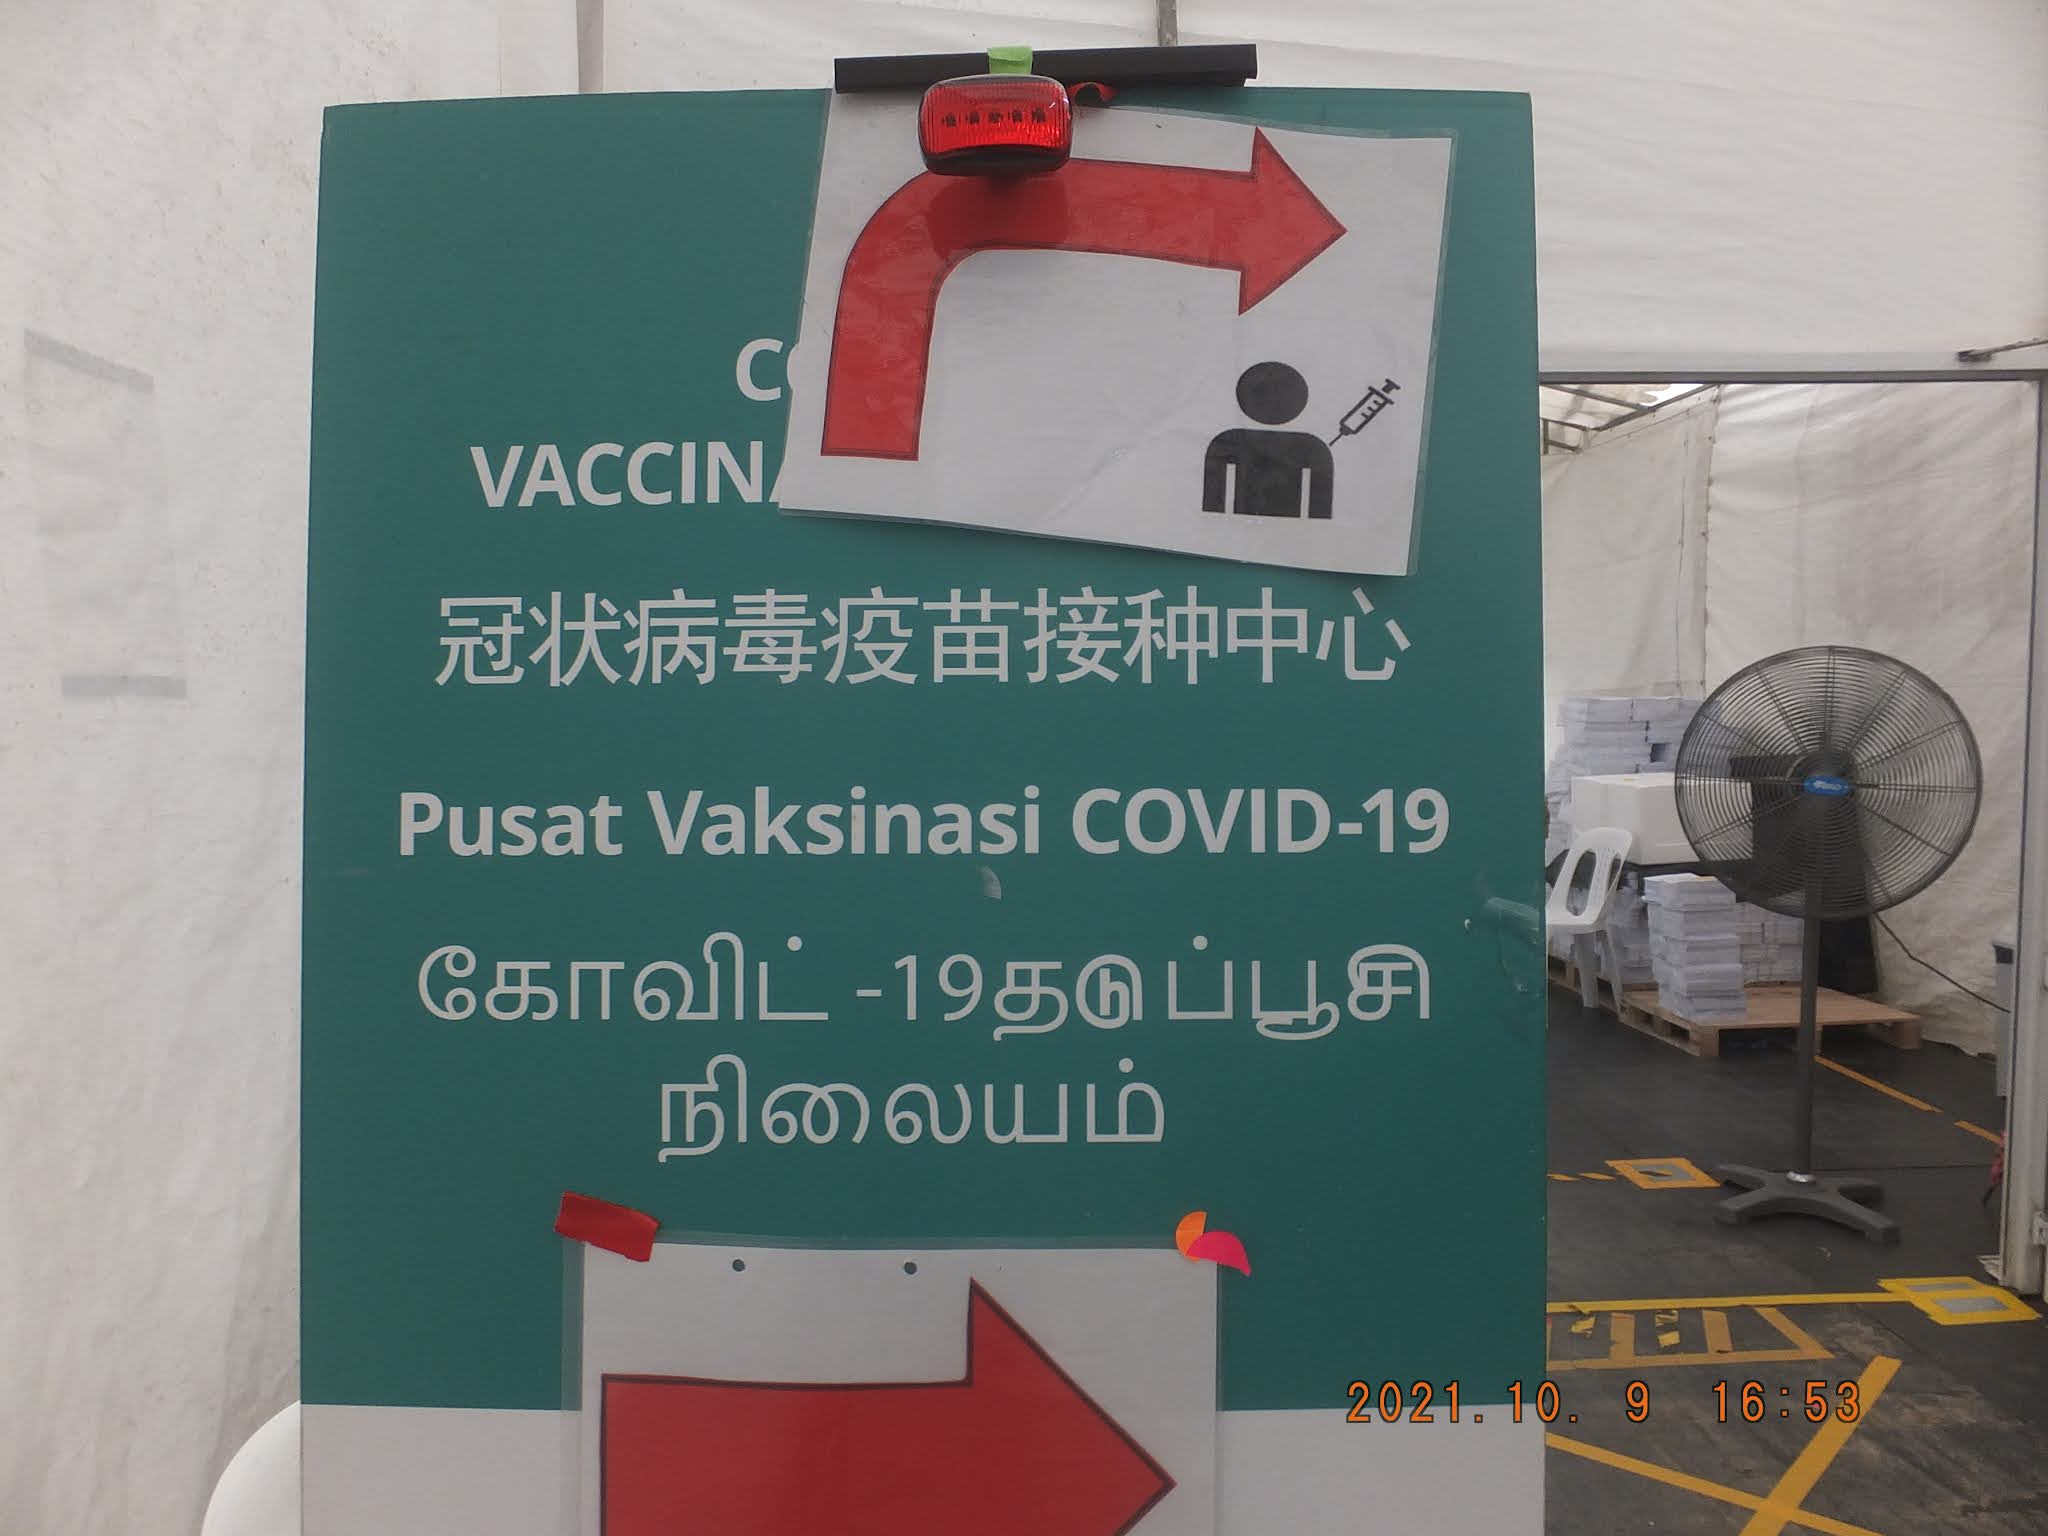 CO
VACCINA
冠状病毒疫苗接种中心
Pusat Vaksinasi COVID-19
கோவிட் -19தடுப்பூசி
நிலையம்
2021.10. 9 16:53